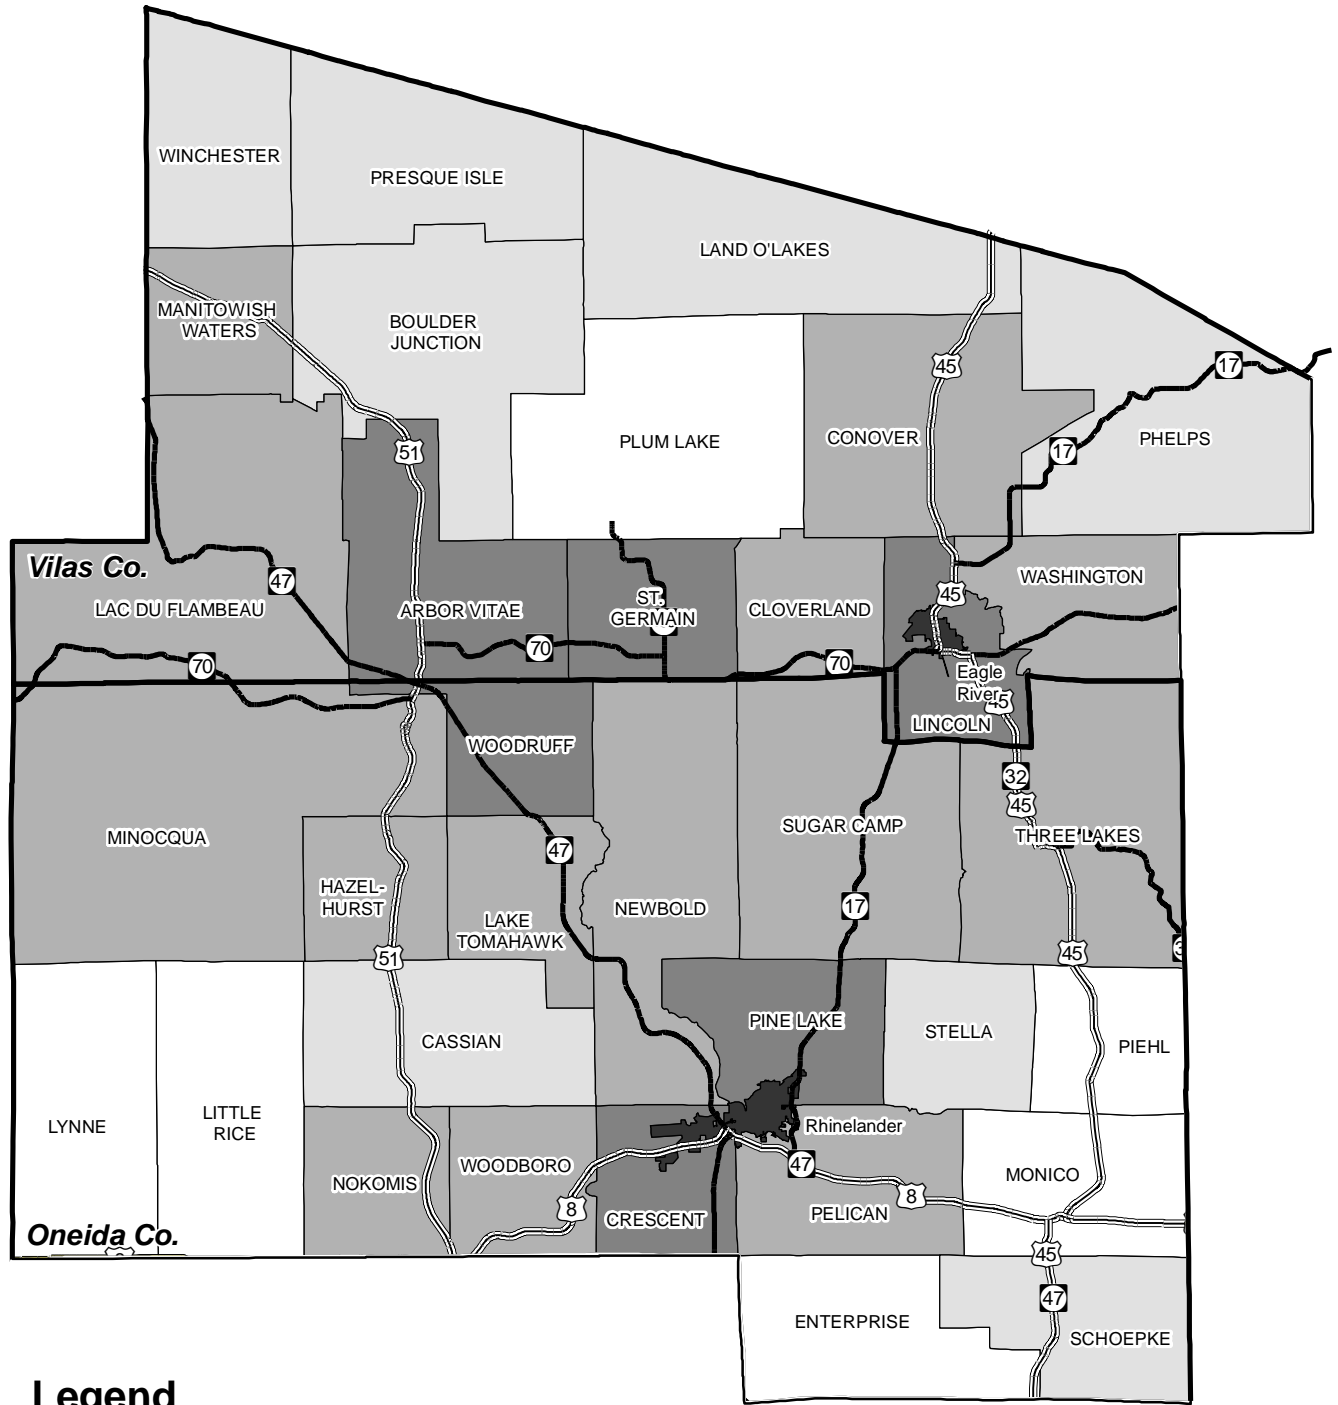 WINCHESTER
PRESQUE ISLE
LAND O'LAKES
MANITOWISH
WATERS
BOULDER
JUNCTION
45
17
51
PLUM LAKE
CONOVER
17
PHELPS
Vilas Co.
47
LAC DU FLAMBEAU
ARBOR VITAE
ST.
GERMAIN
CLOVERLAND
45
WASHINGTON
70
70
70
Eagle
River
45
LINCOLN
WOODRUFF
32
45
MINOCQUA
SUGAR CAMP
THREE LAKES
47
HAZEL-
HURST
LAKE
TOMAHAWK
NEWBOLD
17
51
45
CASSIAN
PINE LAKE
STELLA
PIEHL
LYNNE
LITTLE
RICE
Rhinelander
NOKOMIS
WOODBORO
47
MONICO
8
8
CRESCENT
PELICAN
Oneida Co.
45
47
ENTERPRISE
SCHOEPKE
Legend